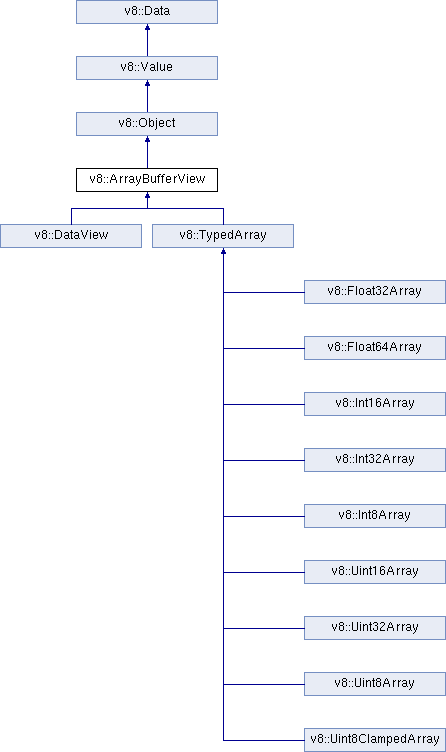 v8::Data
v8::Value
v8::Object
v8::ArrayBufferView
v8::DataView
v8::TypedArray
v8::Float32Array
v8::Float64Array
v8::Int16Array
v8::Int32Array
v8::Int8Array
v8::Uint16Array
v8::Uint32Array
v8::Uint8Array
v8::Uint8ClampedArray